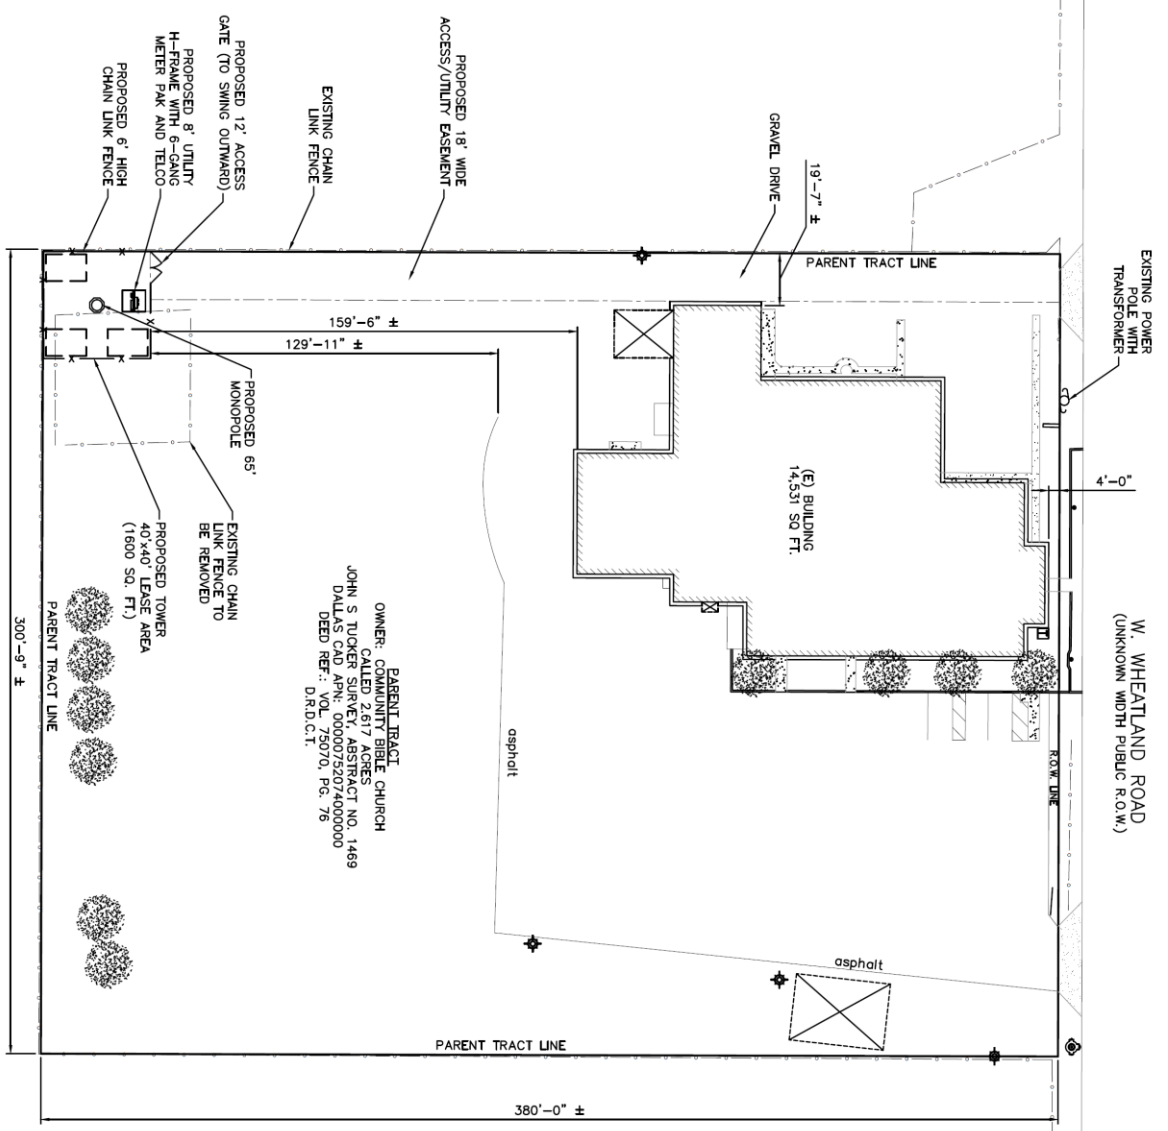 PROPOSED 12' ACCESS
GATE (TO SWING OUTWARD)
PROPOSED 8' UTILITY
H-FRAME WITH 6-GANG
METER PAK AND TELCO
PROPOSED 6' HIGH
CHAIN LINK FENCE
EXISTING CHAIN
LINK FENCE
PROPOSED 18' WIDE
ACCESS/UTILITY EASEMENT
GRAVEL DRIVE
19'-7" ±
PARENT TRACT LINE
EXISTING POWER
POLE WITH
TRANSFORMER
159'-6" ±
129'-11" ±
PROPOSED 65'
MONOPOLE
EXISTING CHAIN
LINK FENCE TO
BE REMOVED
PROPOSED TOWER
40'x40' LEASE AREA
(1600 SQ. FT.)
(E) BUILDING
14,531 SQ FT.
4'-0"
W. WHEATLAND ROAD
(UNKNOWN WIDTH PUBLIC R.O.W.)
R.O.W. LINE
PARENT TRACT
OWNER: COMMUNITY BIBLE CHURCH
CALLED 2.617 ACRES
JOHN S TUCKER SURVEY, ABSTRACT NO. 1469
DALLAS CAD APN: 00000752074000000
DEED REF.: VOL. 75070, PG. 76
D.R.D.C.T.
asphalt
asphalt
PARENT TRACT LINE
300'-9" ±
PARENT TRACT LINE
380'-0" ±